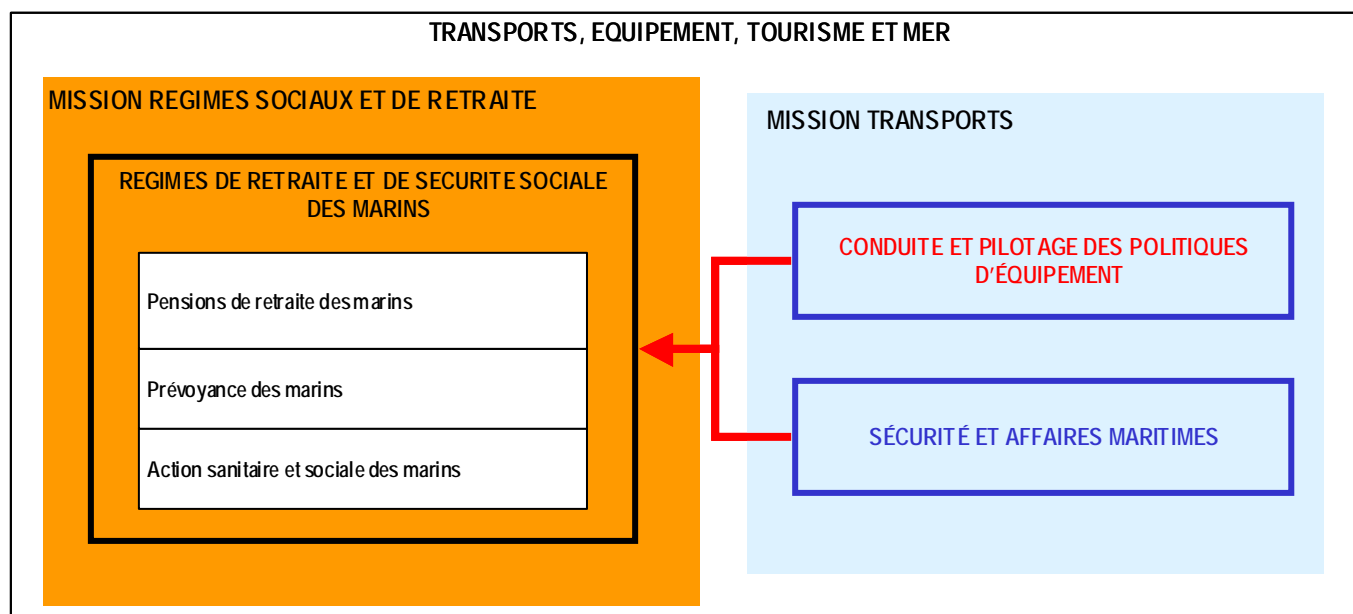 TRANSPORTS, EQUIPEMENT, TOURISME ET MER
MISSION REGIMES SOCIAUX ET DE RETRAITE
REGIMES DE RETRAITE ET DE SECURITE SOCIALE
DES MARINS
Pensions de retraite des marins
Prévoyance des marins
Action sanitaire et sociale des marins
MISSION TRANSPORTS
CONDUITE ET PILOTAGE DES POLITIQUES
D'ÉQUIPEMENT
SÉCURITÉ ET AFFAIRES MARITIMES